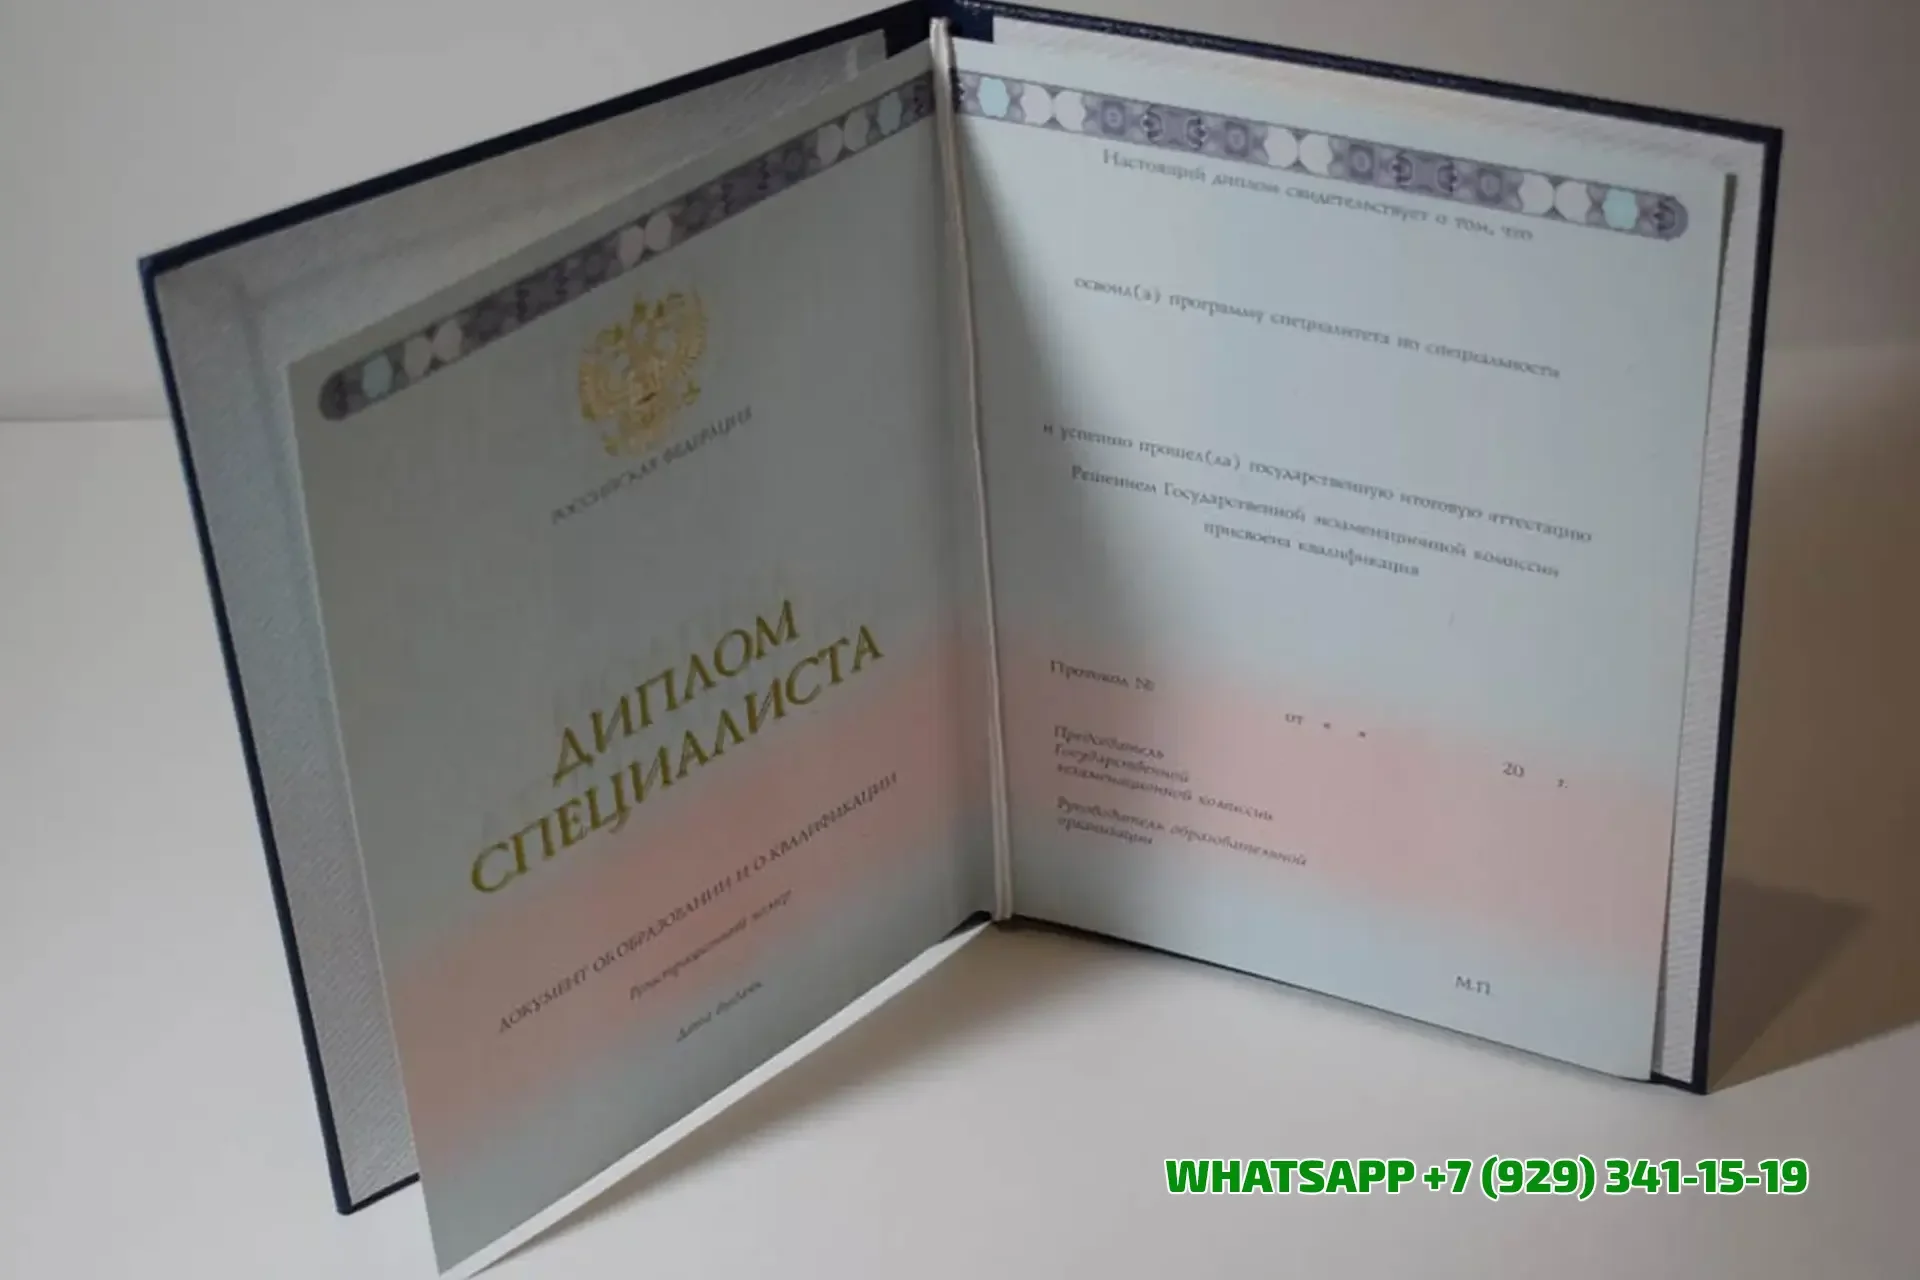 РОССИЙСКАЯ ФЕДЕРАЦИЯ
ДИПЛОМ
СПЕЦИАЛИСТА
ДОКУМЕНТ ОБ ОБРАЗОВАНИИ И О КВАЛИФИКАЦИИ
Регистрационный номер
Дата выдачи
Настоящий диплом свидетельствует о том, что
освоил(а) программу специалитета по специальности
и успешно прошел(ла) государственную итоговую аттестацию
Решением Государственной экзаменационной комиссии
присвоена квалификация
Протокол №
от « »
20 г.
Председатель
Государственной
экзаменационной комиссии
Руководитель образовательной
организации
М.П.
WHATSAPP +7 (929) 341-15-19